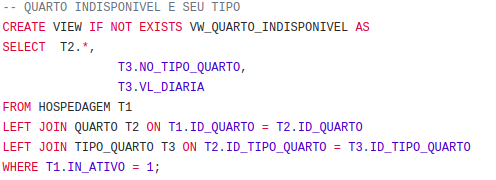 -- QUARTO INDISPONIVEL E SEU TIPO
CREATE VIEW IF NOT EXISTS VW_QUARTO_INDISPONIVEL AS
SELECT  T2.*,
                T3.NO_TIPO_QUARTO,
                T3.VL_DIARIA
FROM HOSPEDAGEM T1
LEFT JOIN QUARTO T2 ON T1.ID_QUARTO = T2.ID_QUARTO
LEFT JOIN TIPO_QUARTO T3 ON T2.ID_TIPO_QUARTO = T3.ID_TIPO_QUARTO
WHERE T1.IN_ATIVO = 1;